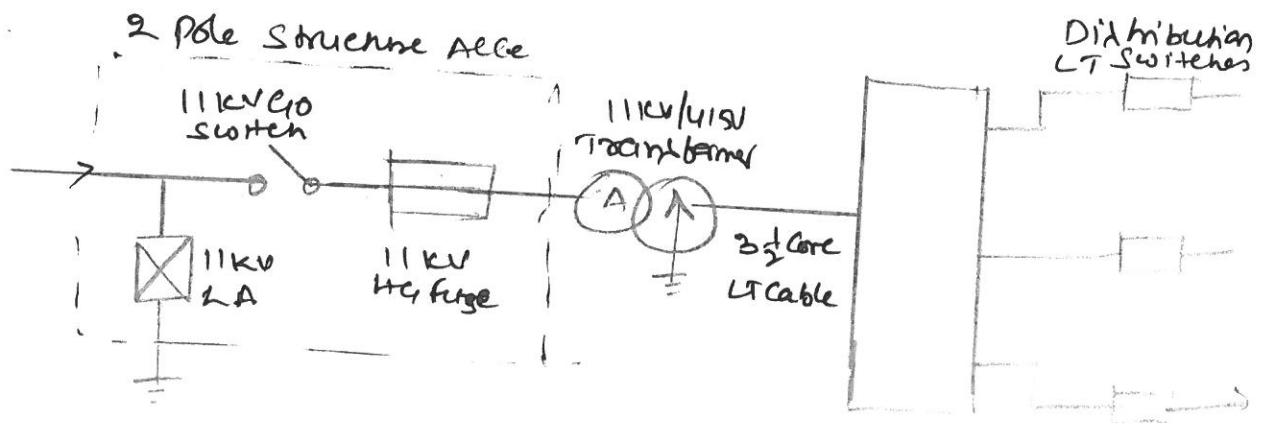 2 Pole Structure
11KV GO
Switch
11KV
LA
11KV
HG fuse
11KV/415V
Transformer
A
3½ Core
LT Cable
Distribution
LT Switches